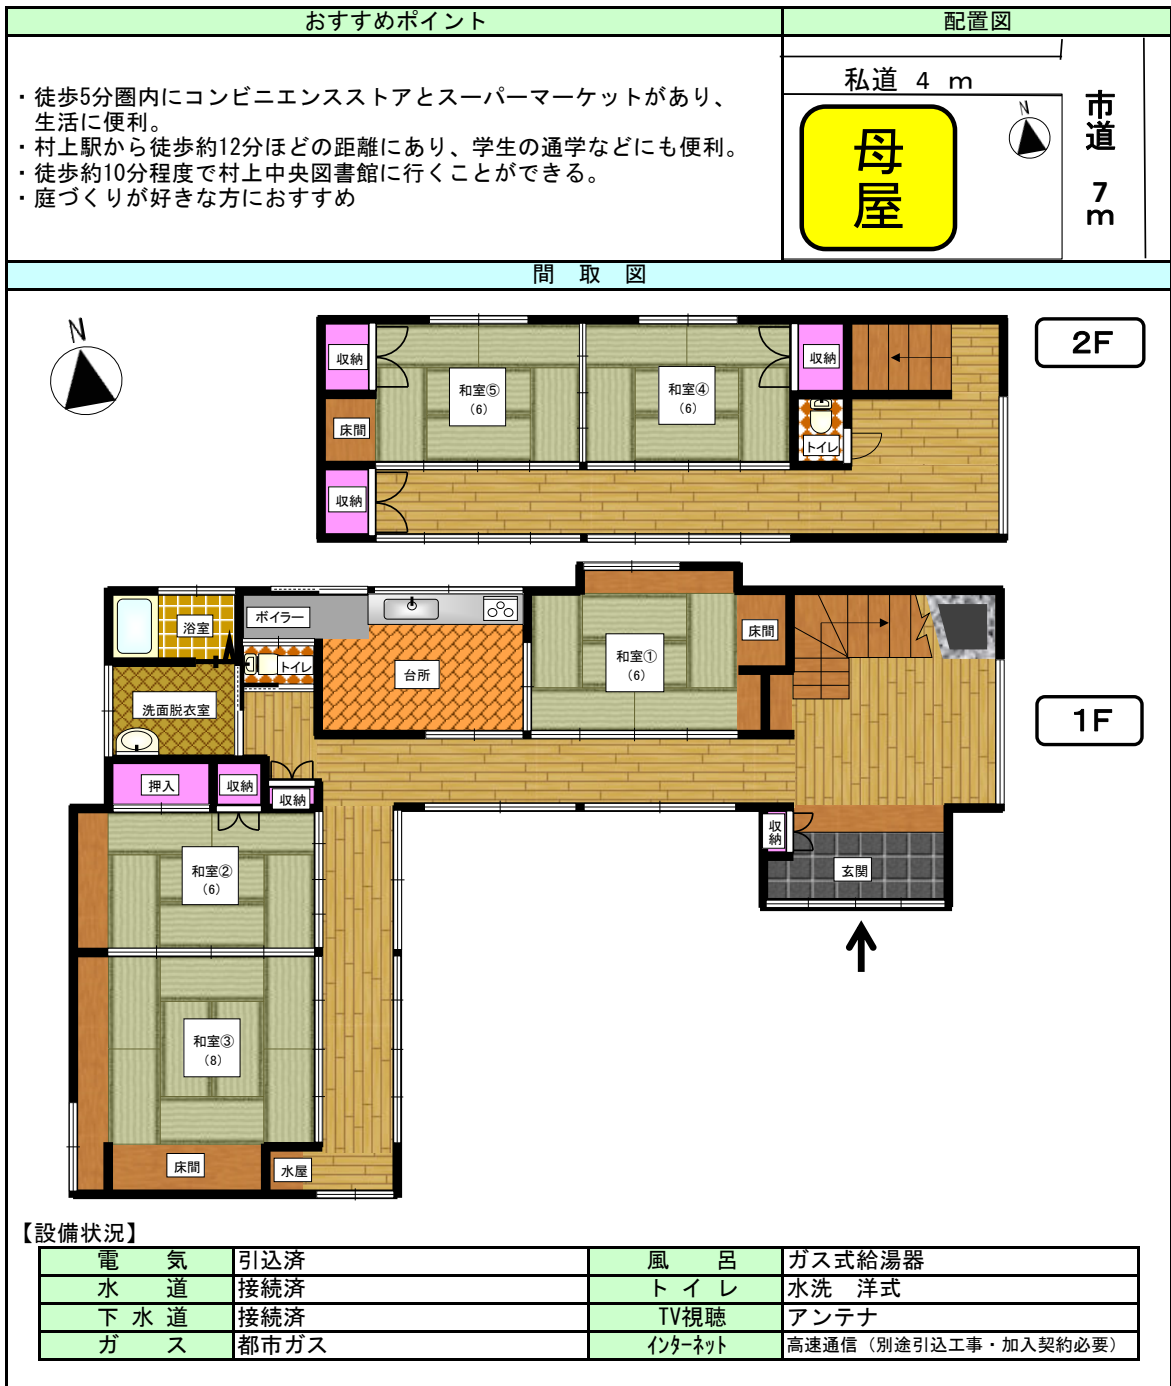 おすすめポイント
配置図
・徒歩5分圏内にコンビニエンスストアとスーパーマーケットがあり、
生活に便利。
・村上駅から徒歩約12分ほどの距離にあり、学生の通学などにも便利。
・徒歩約10分程度で村上中央図書館に行くことができる。
・庭づくりが好きな方におすすめ
私道 4 m
N
母屋
市道 7m
間 取 図
N
2F
収納
和室⑤
(6)
和室④
(6)
収納
床間
トイレ
収納
浴室
ボイラー
トイレ
台所
和室①
(6)
床間
1F
洗面脱衣室
押入
収納
収納
収納
玄関
和室②
(6)
和室③
(8)
床間
水屋
【設備状況】
電 気 引込済 風 呂 ガス式給湯器
水 道 接続済 トイレ 水洗 洋式
下水道 接続済 TV視聴 アンテナ
ガ ス 都市ガス インターネット 高速通信（別途引込工事・加入契約必要）